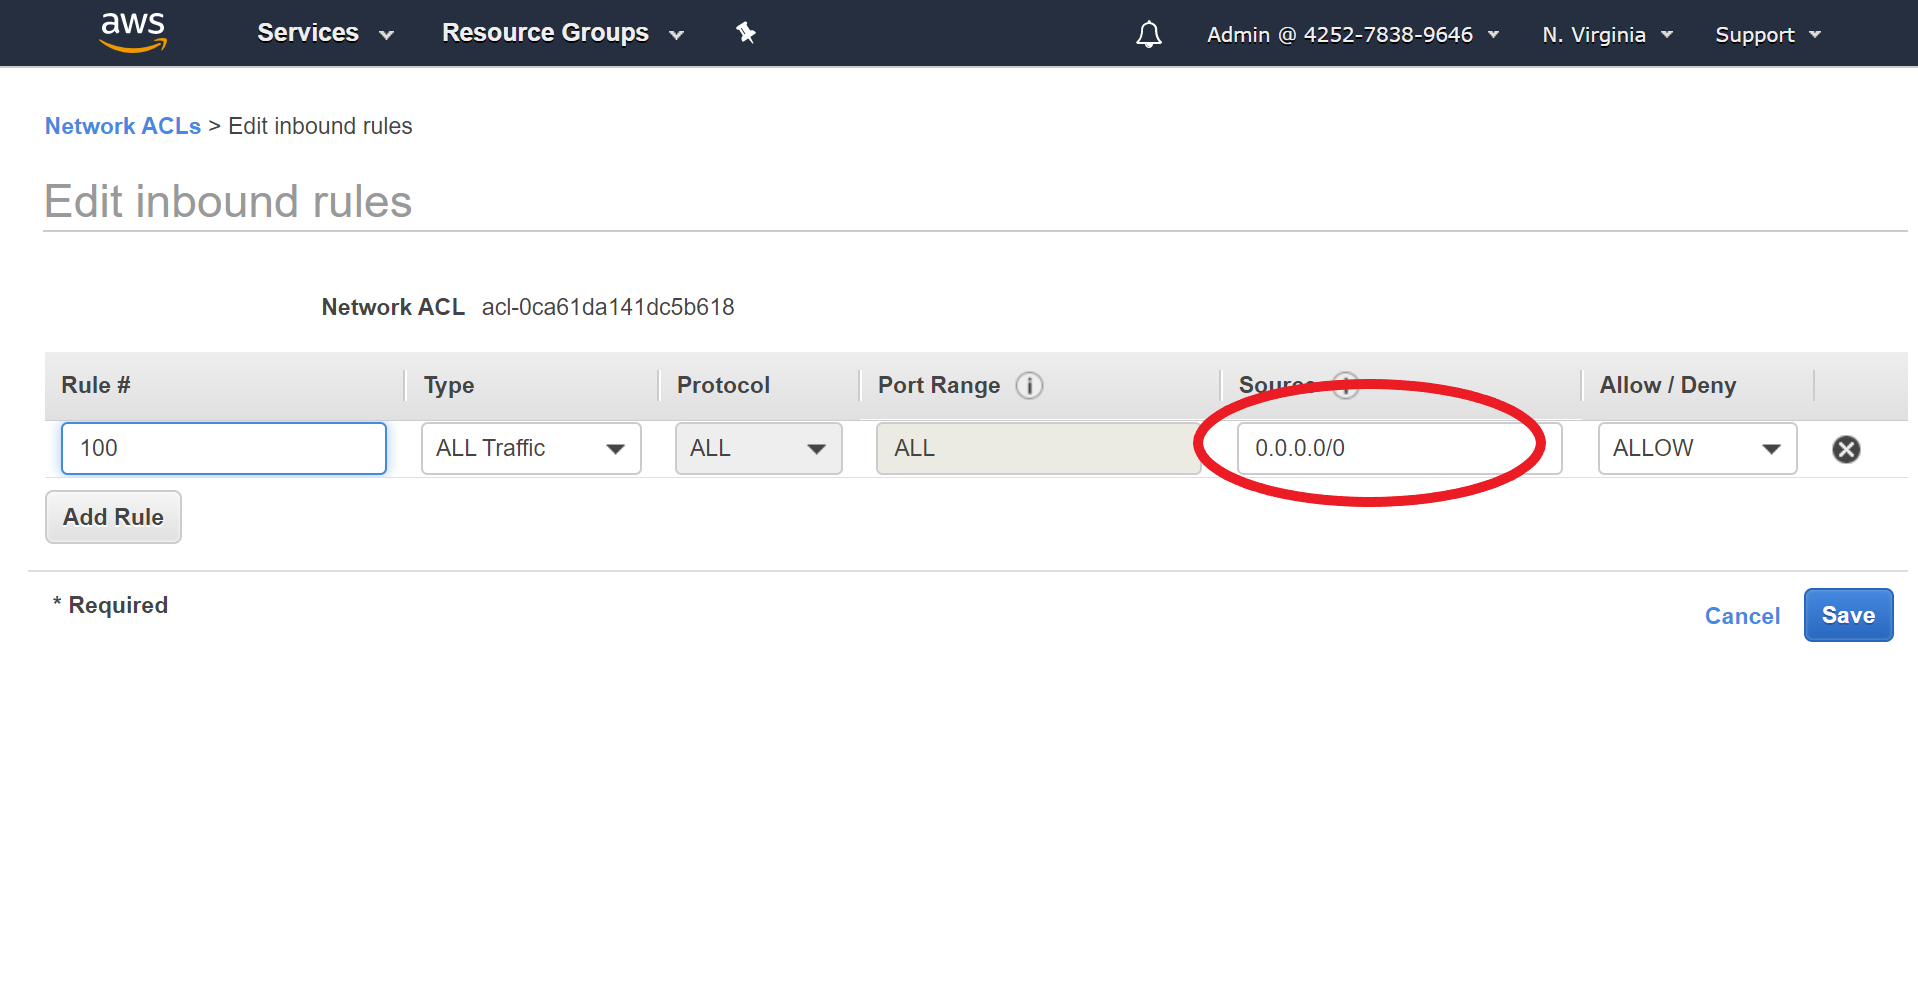 aws Services Resource Groups Admin @ 4252-7838-9646 N. Virginia Support
Network ACLs > Edit inbound rules
Edit inbound rules
Network ACL acl-0ca61da141dc5b618
Rule # Type Protocol Port Range i Source i Allow / Deny
100 ALL Traffic ALL ALL 0.0.0.0/0 ALLOW
Add Rule
* Required
Cancel Save